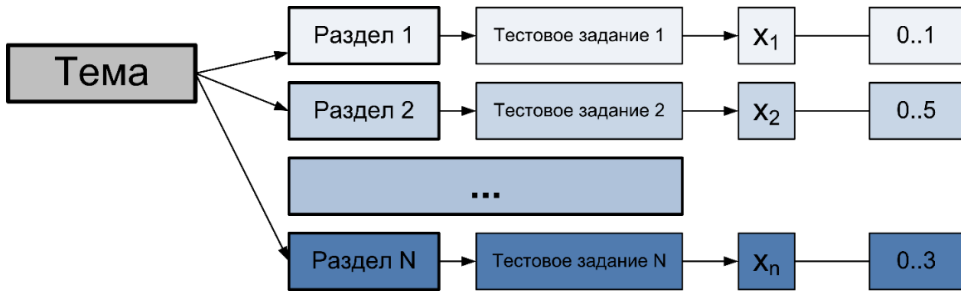 Тема
Раздел 1
Тестовое задание 1
x₁
0..1
Раздел 2
Тестовое задание 2
x₂
0..5
...
Раздел N
Тестовое задание N
xₙ
0..3